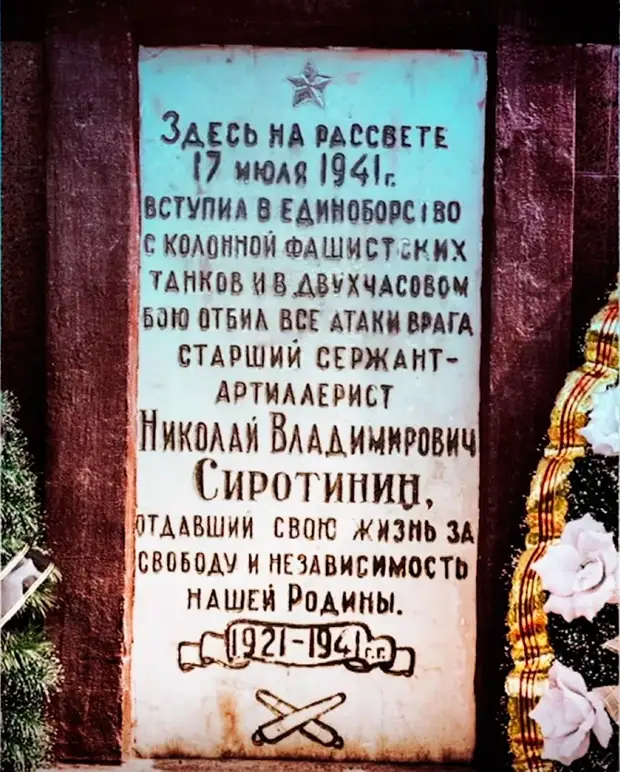 Здесь на рассвете
17 июля 1941г.
вступил в единоборство
с колонной фашистских
танков и в двухчасовом
бою отбил все атаки врага
старший сержант-
артиллерист
Николай Владимирович
Сиротинин,
отдавший свою жизнь за
свободу и независимость
нашей Родины.
1921-1941г.г.